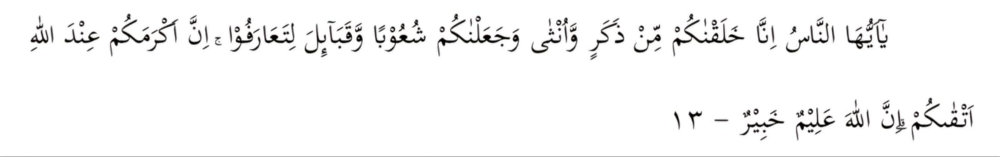 يٰٓاَيُّهَا النَّاسُ اِنَّا خَلَقْنٰكُمْ مِّنْ ذَكَرٍ وَّاُنْثٰى وَجَعَلْنٰكُمْ شُعُوْبًا وَّقَبَاۤىِٕلَ لِتَعَارَفُوْا ۚ اِنَّ اَكْرَمَكُمْ عِنْدَ اللّٰهِ
اَتْقٰىكُمْ ۗاِنَّ اللّٰهَ عَلِيْمٌ خَبِيْرٌ – ١٣